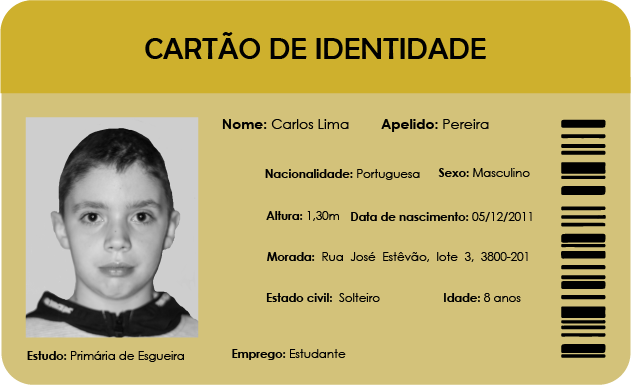 CARTÃO DE IDENTIDADE
Nome: Carlos Lima Apelido: Pereira
Nacionalidade: Portuguesa Sexo: Masculino
Altura: 1,30m Data de nascimento: 05/12/2011
Morada: Rua José Estêvão, lote 3, 3800-201
Estado civil: Solteiro Idade: 8 anos
Estudo: Primária de Esgueira Emprego: Estudante